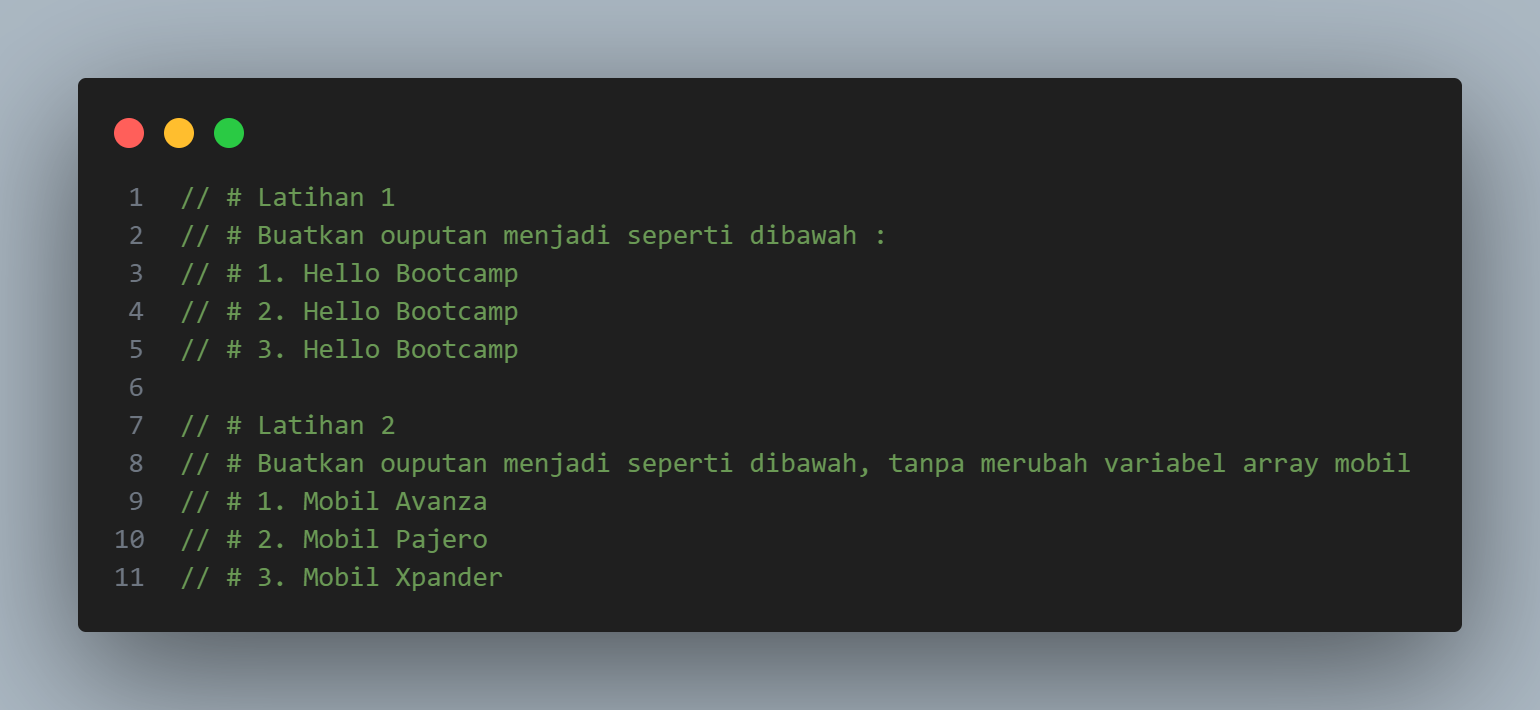 1 // # Latihan 1
2 // # Buatkan ouputan menjadi seperti dibawah :
3 // # 1. Hello Bootcamp
4 // # 2. Hello Bootcamp
5 // # 3. Hello Bootcamp
6
7 // # Latihan 2
8 // # Buatkan ouputan menjadi seperti dibawah, tanpa merubah variabel array mobil
9 // # 1. Mobil Avanza
10 // # 2. Mobil Pajero
11 // # 3. Mobil Xpander